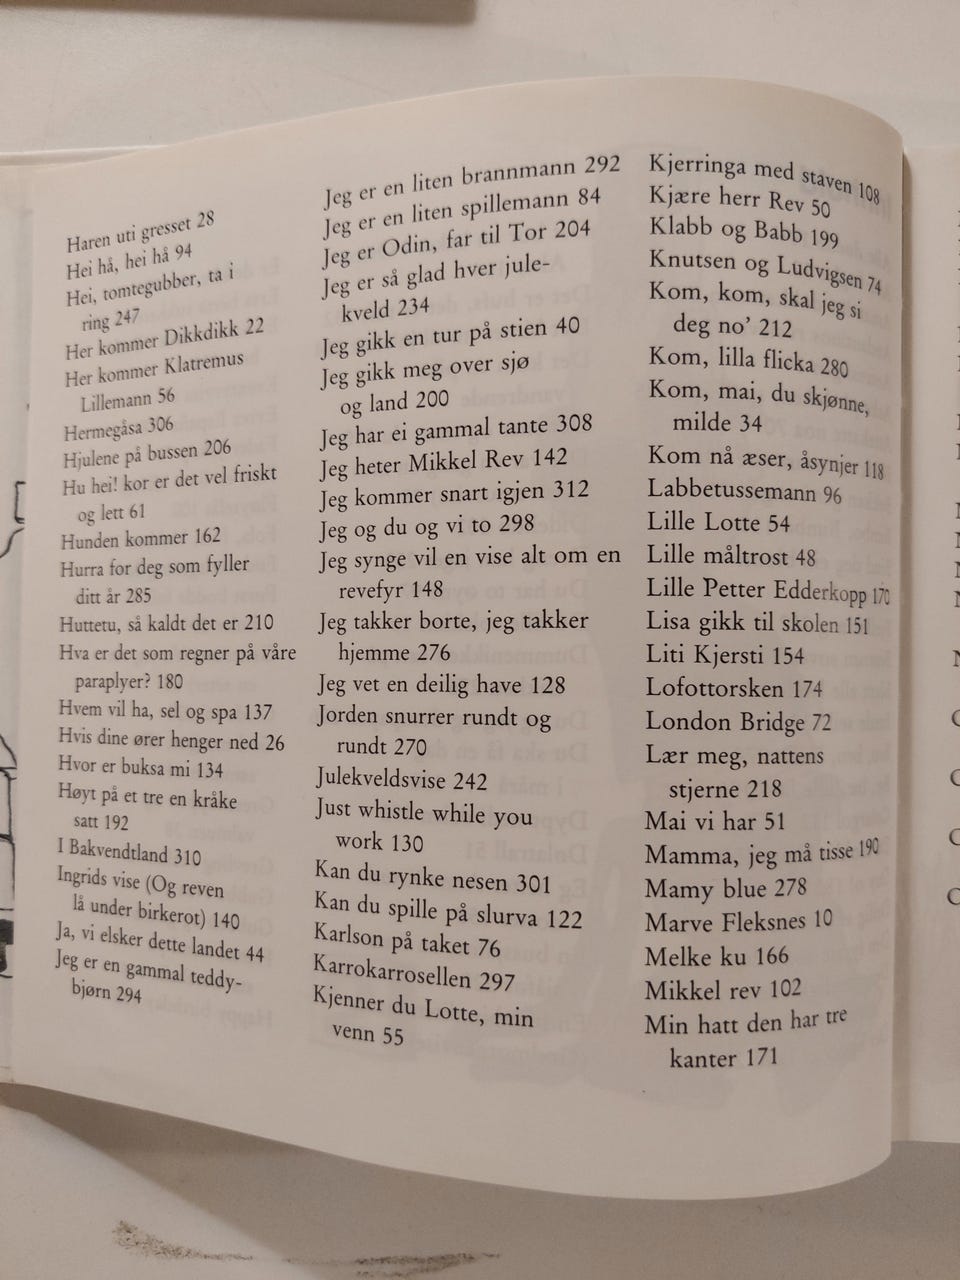 Haren uti gresset 28
Hei hå, hei hå 94
Hei, tomtegubber, ta i
ring 247
Her kommer Dikkdikk 22
Her kommer Klatremus
Lillemann 56
Hermegåsa 306
Hjulene på bussen 206
Hu hei! kor er det vel friskt
og lett 61
Hunden kommer 162
Hurra for deg som fyller
ditt år 285
Huttetu, så kaldt det er 210
Hva er det som regner på våre
paraplyer? 180
Hvem vil ha, sel og spa 137
Hvis dine ører henger ned 26
Hvor er buksa mi 134
Høyt på et tre en kråke
satt 192
I Bakvendtland 310
Ingrids vise (Og reven
lå under birkerot) 140
Ja, vi elsker dette landet 44
Jeg er en gammal teddy-
bjørn 294
Jeg er en liten brannmann 292
Jeg er en liten spillemann 84
Jeg er Odin, far til Tor 204
Jeg er så glad hver jule-
kveld 234
Jeg gikk en tur på stien 40
Jeg gikk meg over sjø
og land 200
Jeg har ei gammal tante 308
Jeg heter Mikkel Rev 142
Jeg kommer snart igjen 312
Jeg og du og vi to 298
Jeg synge vil en vise alt om en
revefyr 148
Jeg takker borte, jeg takker
hjemme 276
Jeg vet en deilig have 128
Jorden snurrer rundt og
rundt 270
Julekveldsvise 242
Just whistle while you
work 130
Kan du rynke nesen 301
Kan du spille på slurva 122
Karlson på taket 76
Karrokarrosellen 297
Kjenner du Lotte, min
venn 55
Kjerringa med staven 108
Kjære herr Rev 50
Klabb og Babb 199
Knutsen og Ludvigsen 74
Kom, kom, skal jeg si
deg no' 212
Kom, lilla flicka 280
Kom, mai, du skjønne,
milde 34
Kom nå æser, åsynjer 118
Labbetussemann 96
Lille Lotte 54
Lille måltrost 48
Lille Petter Edderkopp 170
Lisa gikk til skolen 151
Liti Kjersti 154
Lofottorsken 174
London Bridge 72
Lær meg, nattens
stjerne 218
Mai vi har 51
Mamma, jeg må tisse 190
Mamy blue 278
Marve Fleksnes 10
Melke ku 166
Mikkel rev 102
Min hatt den har tre
kanter 171